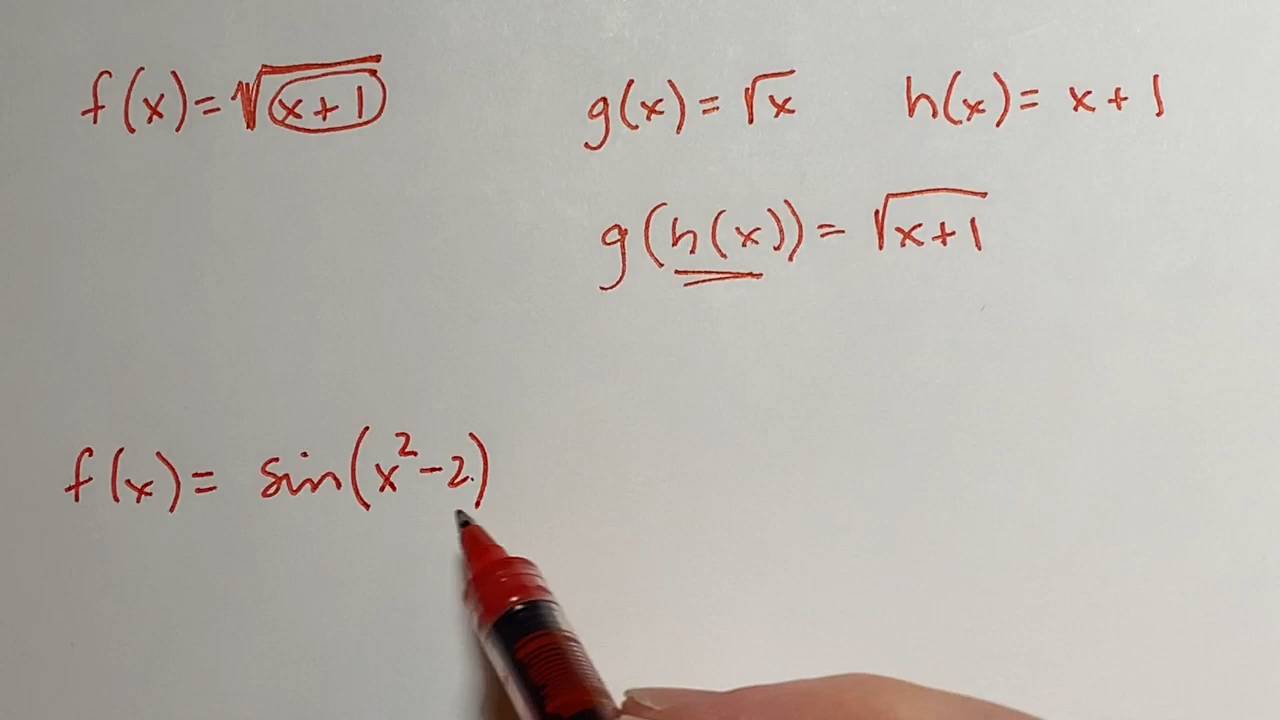 f(x) = √(x+1) g(x) = √x h(x) = x + 1
g(h(x)) = √(x+1)
f(x) = sin(x² - 2)